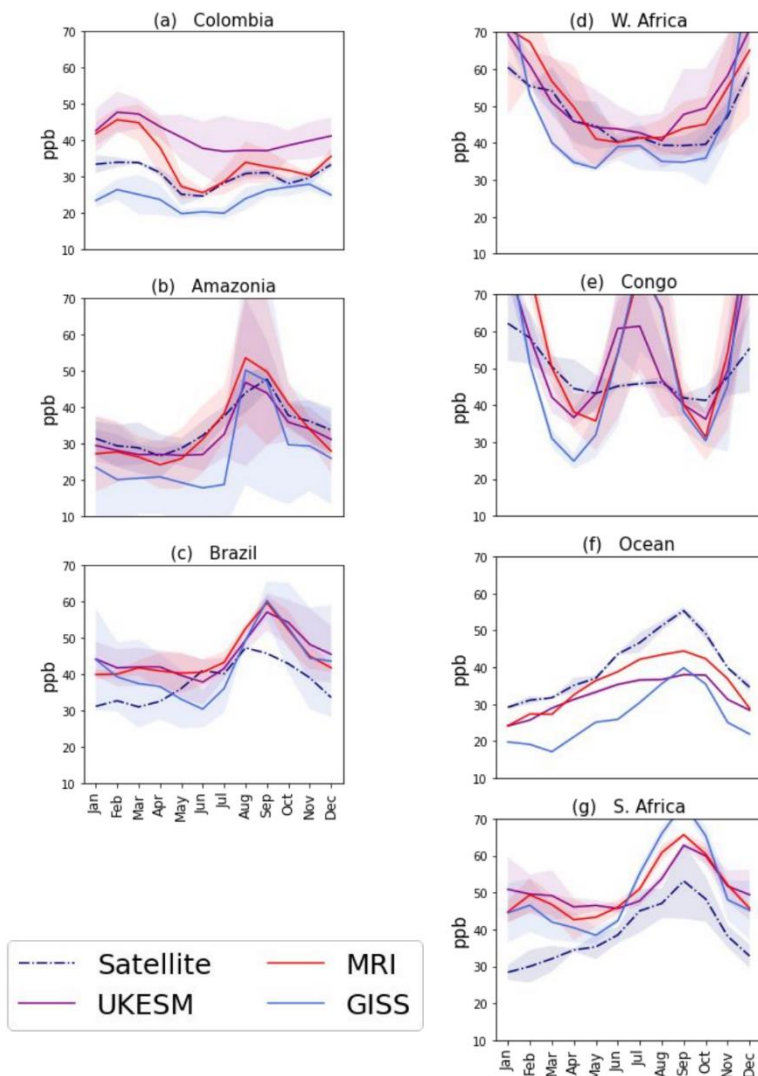 (a) Colombia
70
60
50
40
30
20
10
ppb
(b) Amazonia
70
60
50
40
30
20
10
ppb
(c) Brazil
70
60
50
40
30
20
10
ppb
Jan
Feb
Mar
Apr
May
Jun
Jul
Aug
Sep
Oct
Nov
Dec
(d) W. Africa
70
60
50
40
30
20
10
ppb
(e) Congo
70
60
50
40
30
20
10
ppb
(f) Ocean
70
60
50
40
30
20
10
ppb
(g) S. Africa
70
60
50
40
30
20
10
ppb
Jan
Feb
Mar
Apr
May
Jun
Jul
Aug
Sep
Oct
Nov
Dec
Satellite
UKESM
MRI
GISS